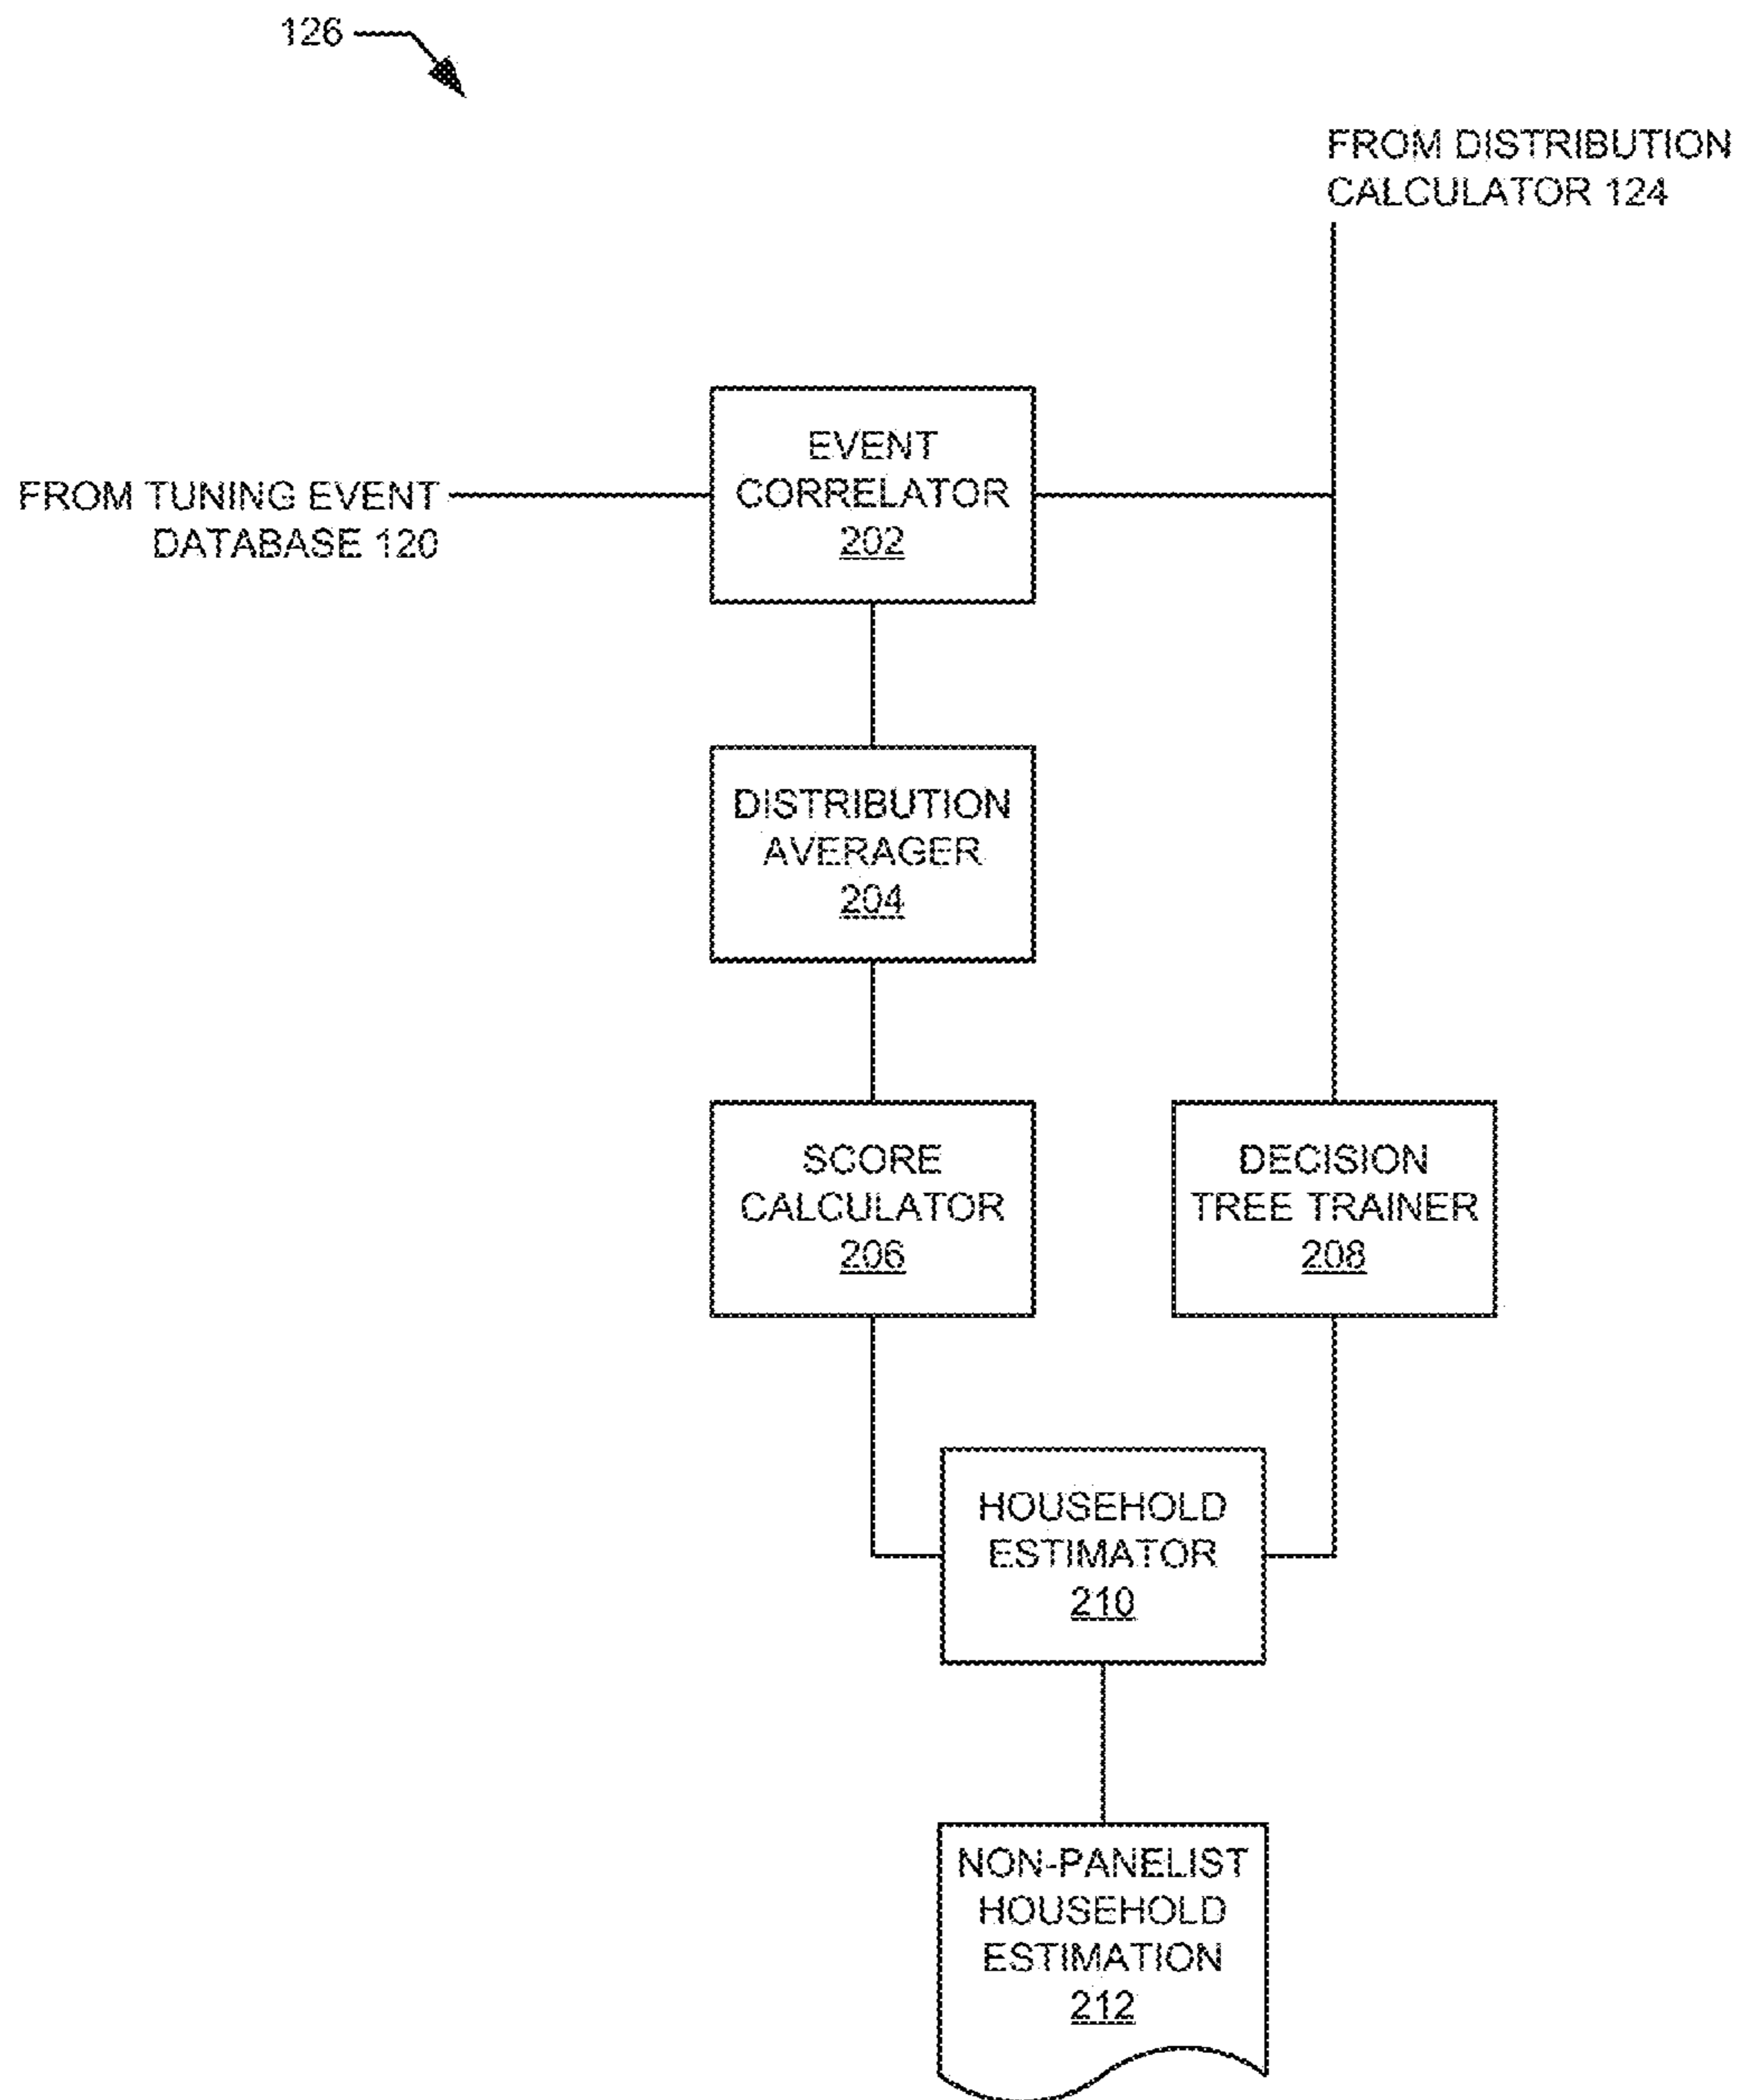 126
FROM DISTRIBUTION
CALCULATOR 124
EVENT
CORRELATOR
202
FROM TUNING EVENT
DATABASE 120
DISTRIBUTION
AVERAGER
204
SCORE
CALCULATOR
206
DECISION
TREE TRAINER
208
HOUSEHOLD
ESTIMATOR
210
NON-PANELIST
HOUSEHOLD
ESTIMATION
212